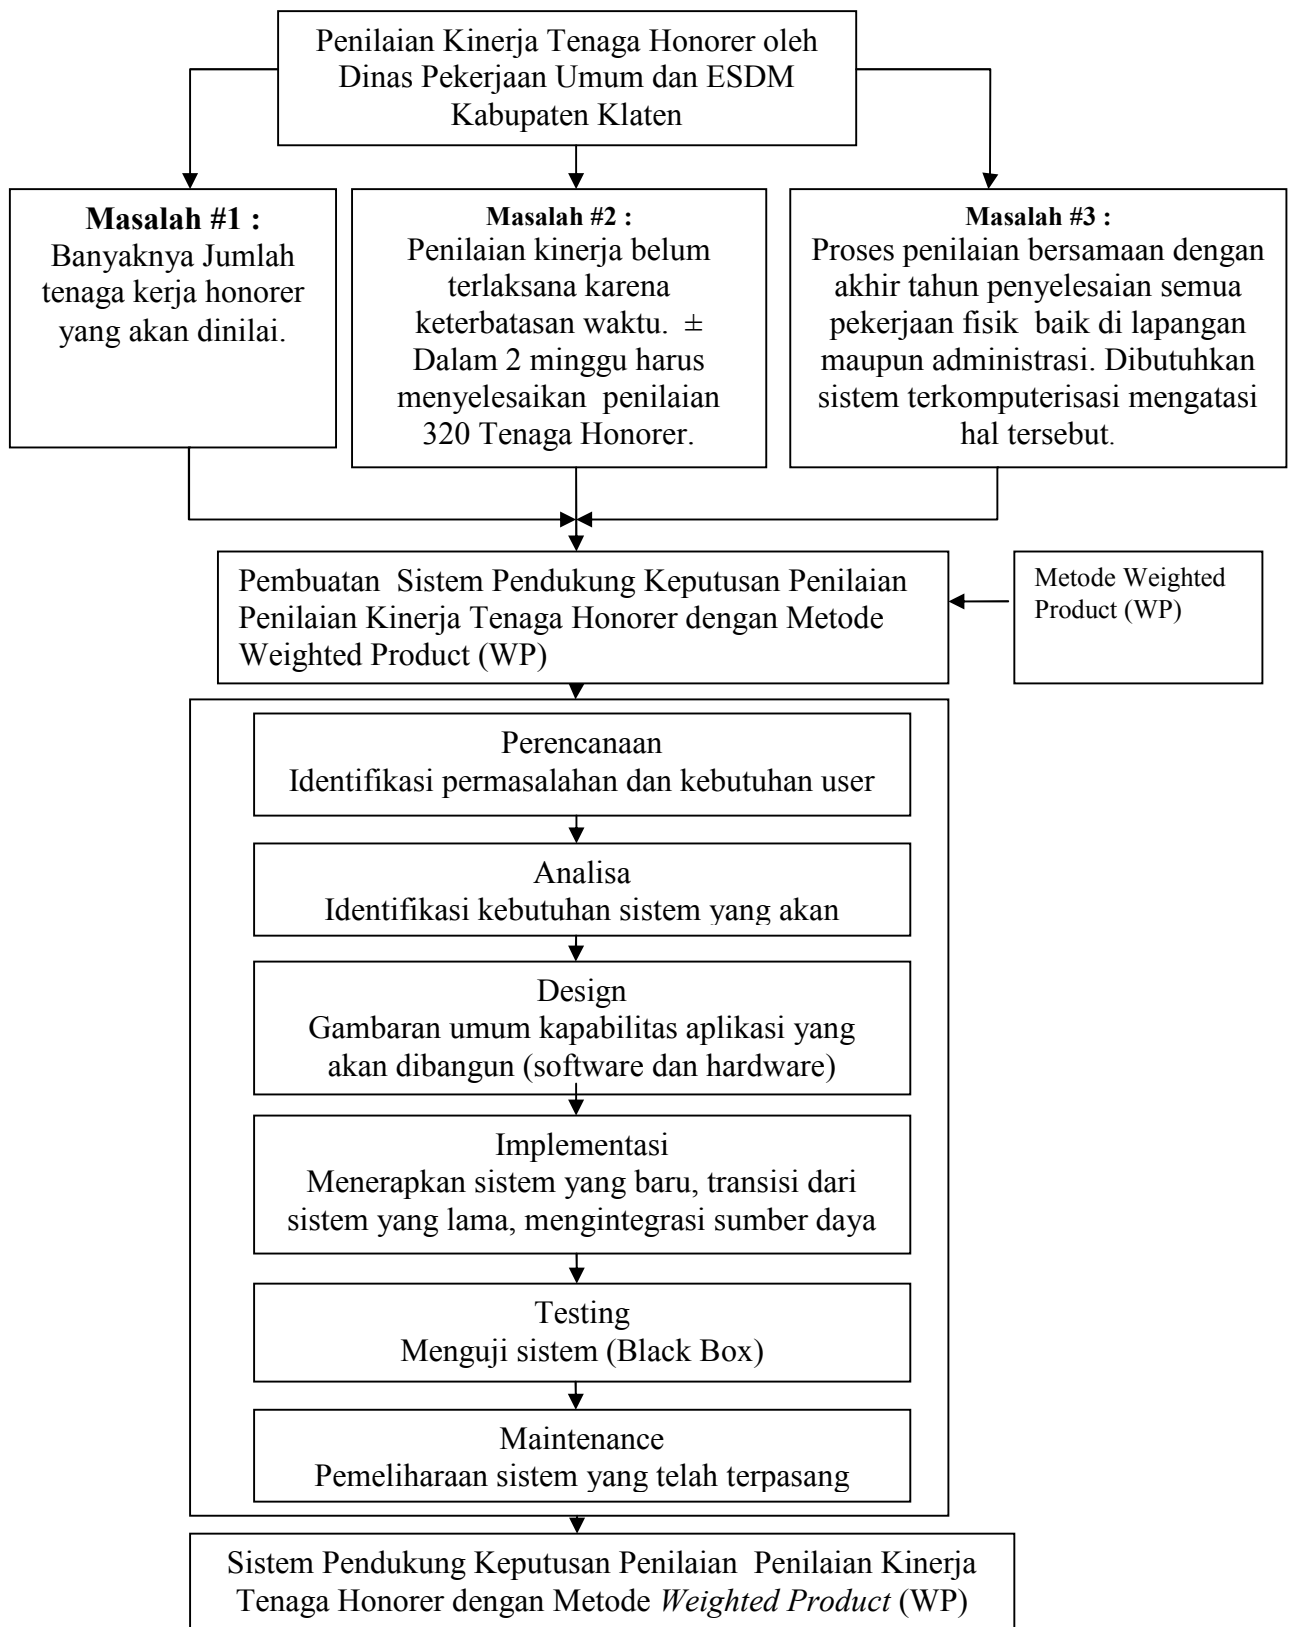 Penilaian Kinerja Tenaga Honorer oleh
Dinas Pekerjaan Umum dan ESDM
Kabupaten Klaten
Masalah #1 :
Banyaknya Jumlah
tenaga kerja honorer
yang akan dinilai.
Masalah #2 :
Penilaian kinerja belum
terlaksana karena
keterbatasan waktu.  ±
Dalam 2 minggu harus
menyelesaikan  penilaian
320 Tenaga Honorer.
Masalah #3 :
Proses penilaian bersamaan dengan
akhir tahun penyelesaian semua
pekerjaan fisik  baik di lapangan
maupun administrasi. Dibutuhkan
sistem terkomputerisasi mengatasi
hal tersebut.
Pembuatan  Sistem Pendukung Keputusan Penilaian
Penilaian Kinerja Tenaga Honorer dengan Metode
Weighted Product (WP)
Metode Weighted
Product (WP)
Perencanaan
Identifikasi permasalahan dan kebutuhan user
Analisa
Identifikasi kebutuhan sistem yang akan
Design
Gambaran umum kapabilitas aplikasi yang
akan dibangun (software dan hardware)
Implementasi
Menerapkan sistem yang baru, transisi dari
sistem yang lama, mengintegrasi sumber daya
Testing
Menguji sistem (Black Box)
Maintenance
Pemeliharaan sistem yang telah terpasang
Sistem Pendukung Keputusan Penilaian  Penilaian Kinerja
Tenaga Honorer dengan Metode Weighted Product (WP)